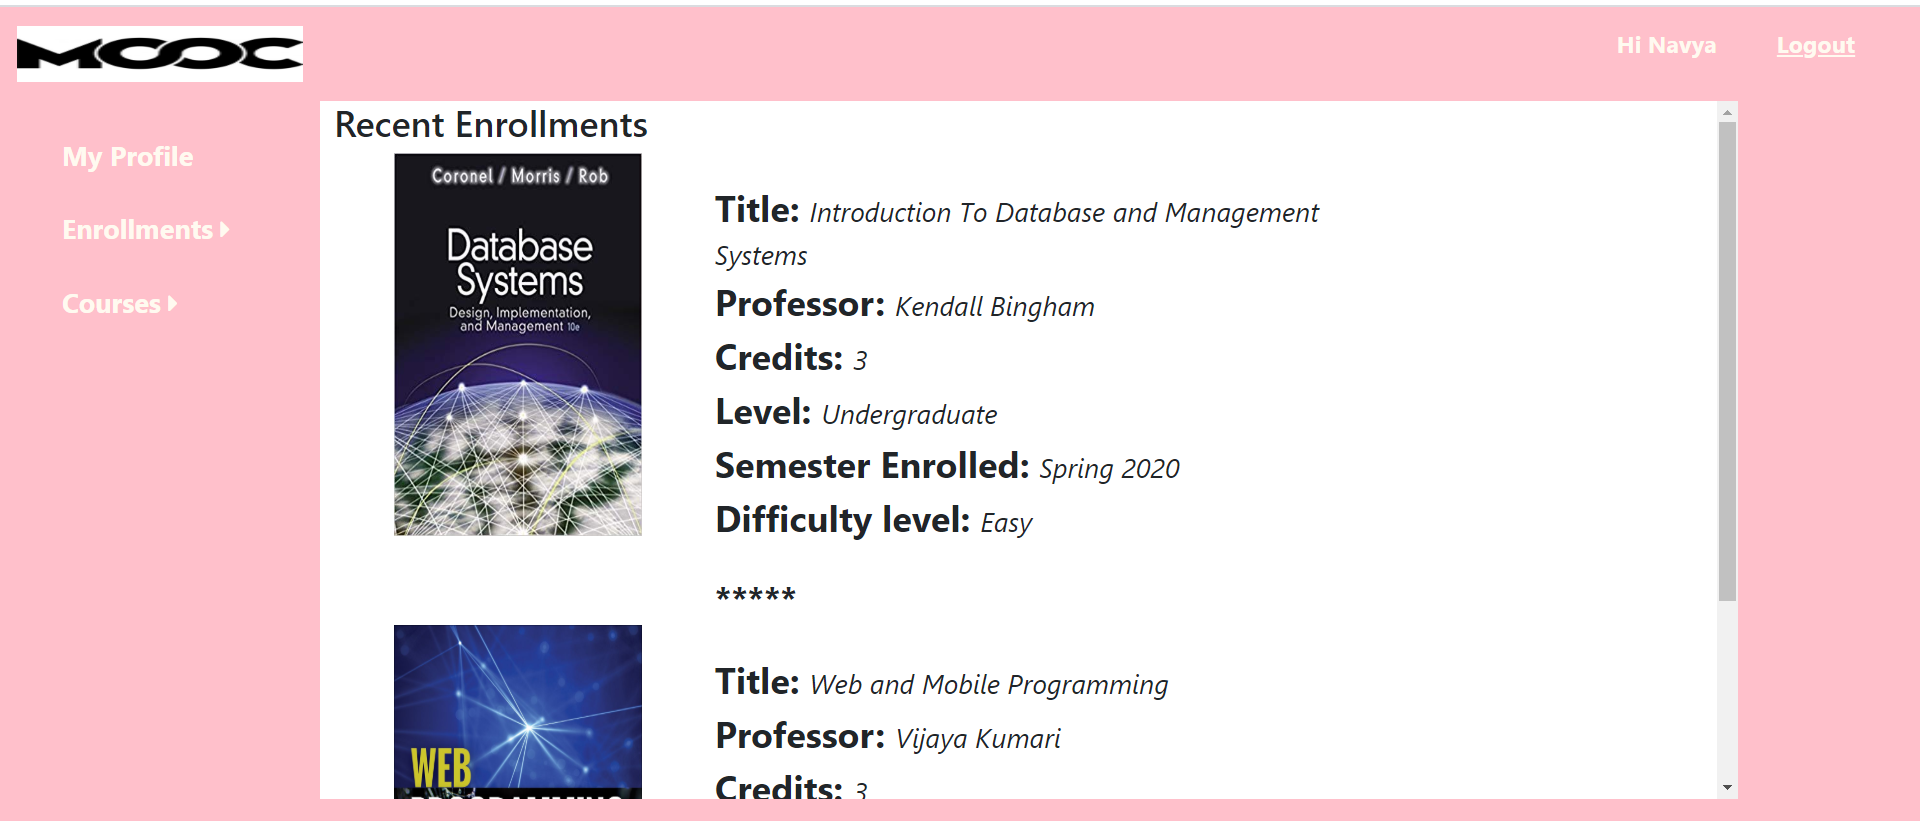 MOOC
Hi Navya
Logout
My Profile
Enrollments
Courses
Recent Enrollments
Coronel / Morris / Rob
Database
Systems
Design, Implementation,
and Management 10e
Title: Introduction To Database and Management
Systems
Professor: Kendall Bingham
Credits: 3
Level: Undergraduate
Semester Enrolled: Spring 2020
Difficulty level: Easy
*****
WEB
Title: Web and Mobile Programming
Professor: Vijaya Kumari
Credits: 3